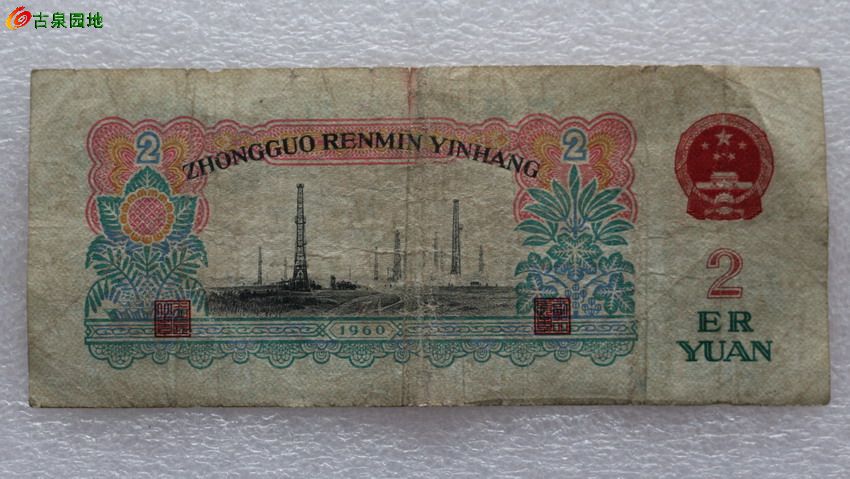 古泉园地
2
2
ZHONGGUO RENMIN YINHANG
2
ER
YUAN
1960